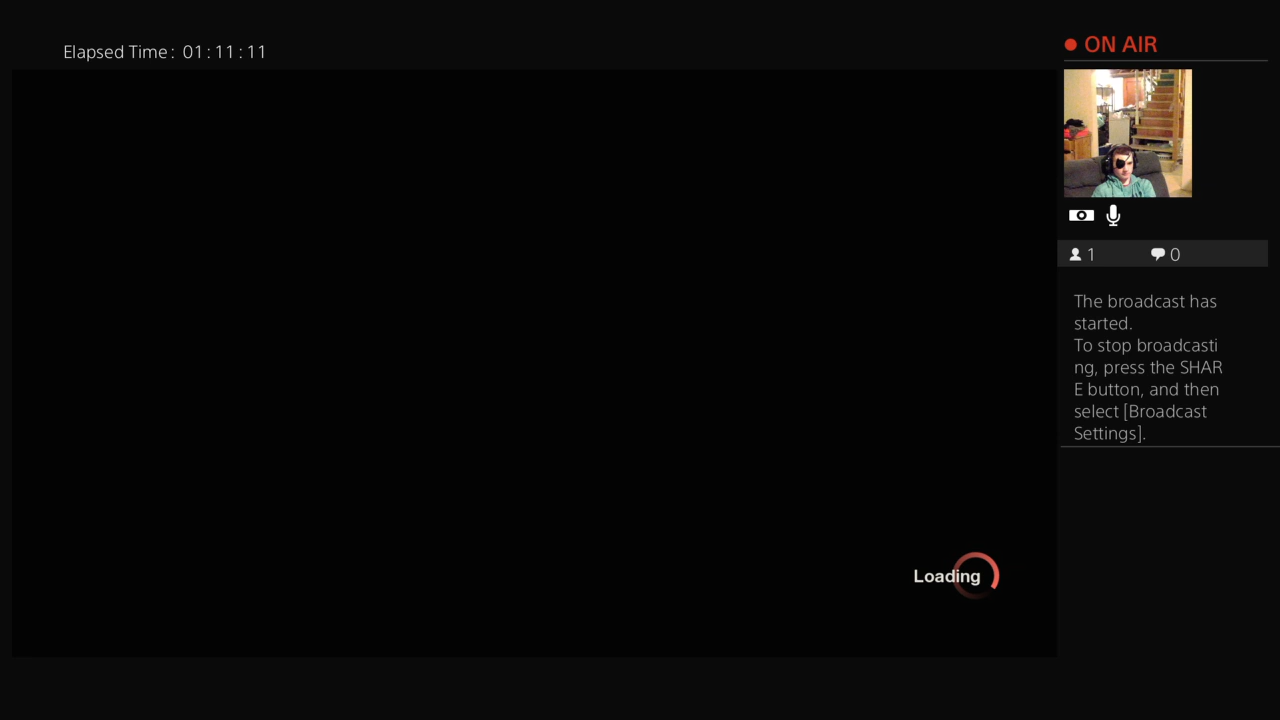 Elapsed Time: 01:11:11
ON AIR
1
0
The broadcast has
started.
To stop broadcasti
ng, press the SHAR
E button, and then
select [Broadcast
Settings].
Loading